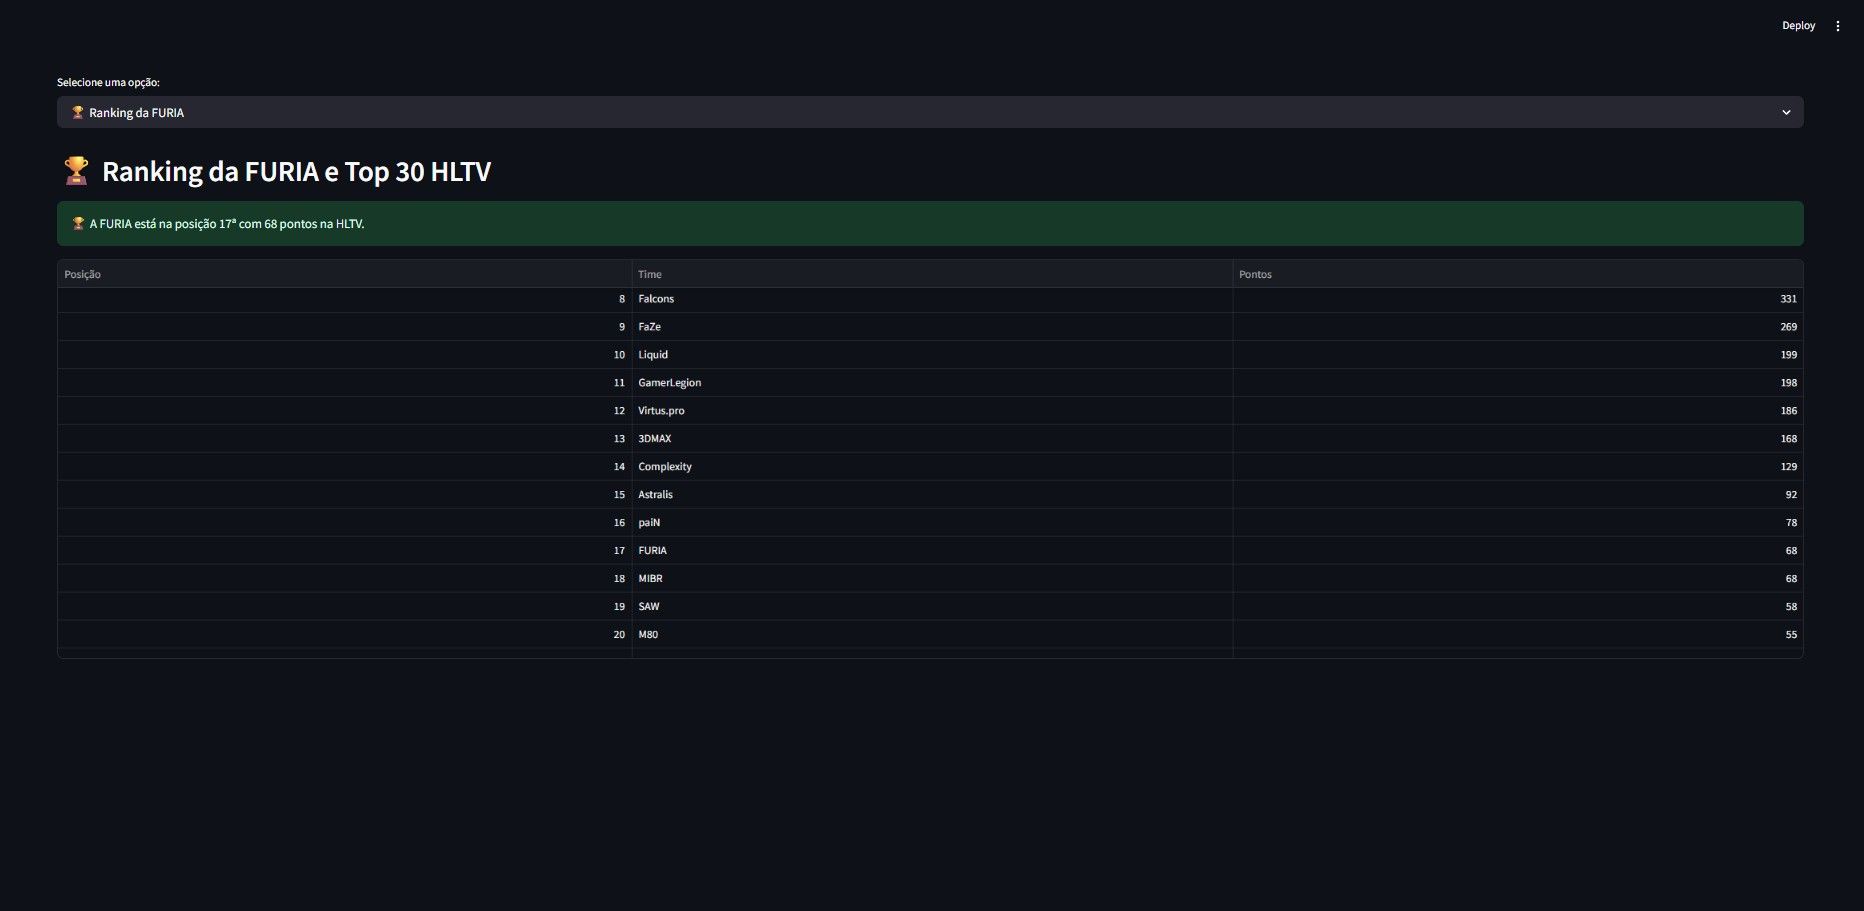 Deploy
Selecione uma opção:
🏆 Ranking da FURIA
🏆 Ranking da FURIA e Top 30 HLTV
🏆 A FURIA está na posição 17ª com 68 pontos na HLTV.
Posição Time Pontos
8 Falcons 331
9 FaZe 269
10 Liquid 199
11 GamerLegion 198
12 Virtus.pro 186
13 3DMAX 168
14 Complexity 129
15 Astralis 92
16 paiN 78
17 FURIA 68
18 MIBR 68
19 SAW 58
20 M80 55